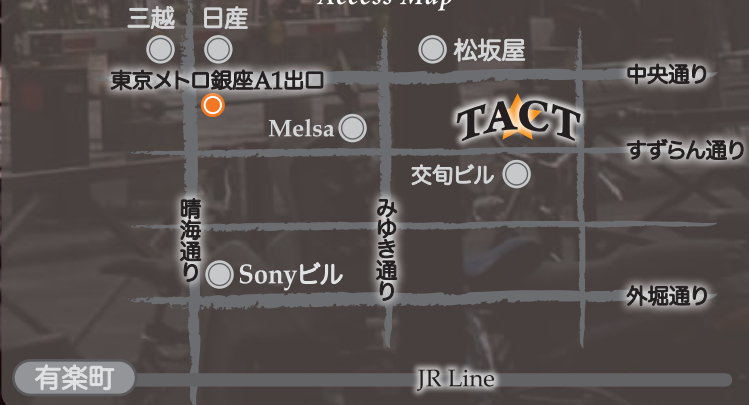 Access Map
三越
日産
松坂屋
中央通り
東京メトロ銀座A1出口
TACT
Melsa
すずらん通り
交旬ビル
晴海通り
みゆき通り
Sonyビル
外堀通り
有楽町
JR Line